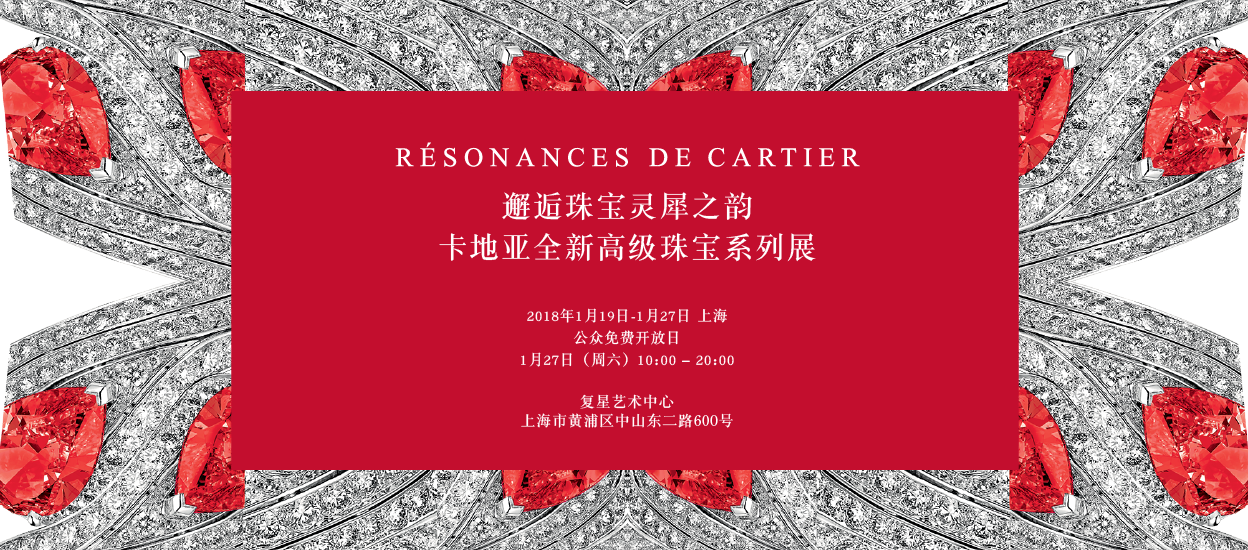 RÉSONANCES DE CARTIER
邂逅珠宝灵犀之韵
卡地亚全新高级珠宝系列展
2018年1月19日-1月27日 上海
公众免费开放日
1月27日（周六）10:00 – 20:00
复星艺术中心
上海市黄浦区中山东二路600号